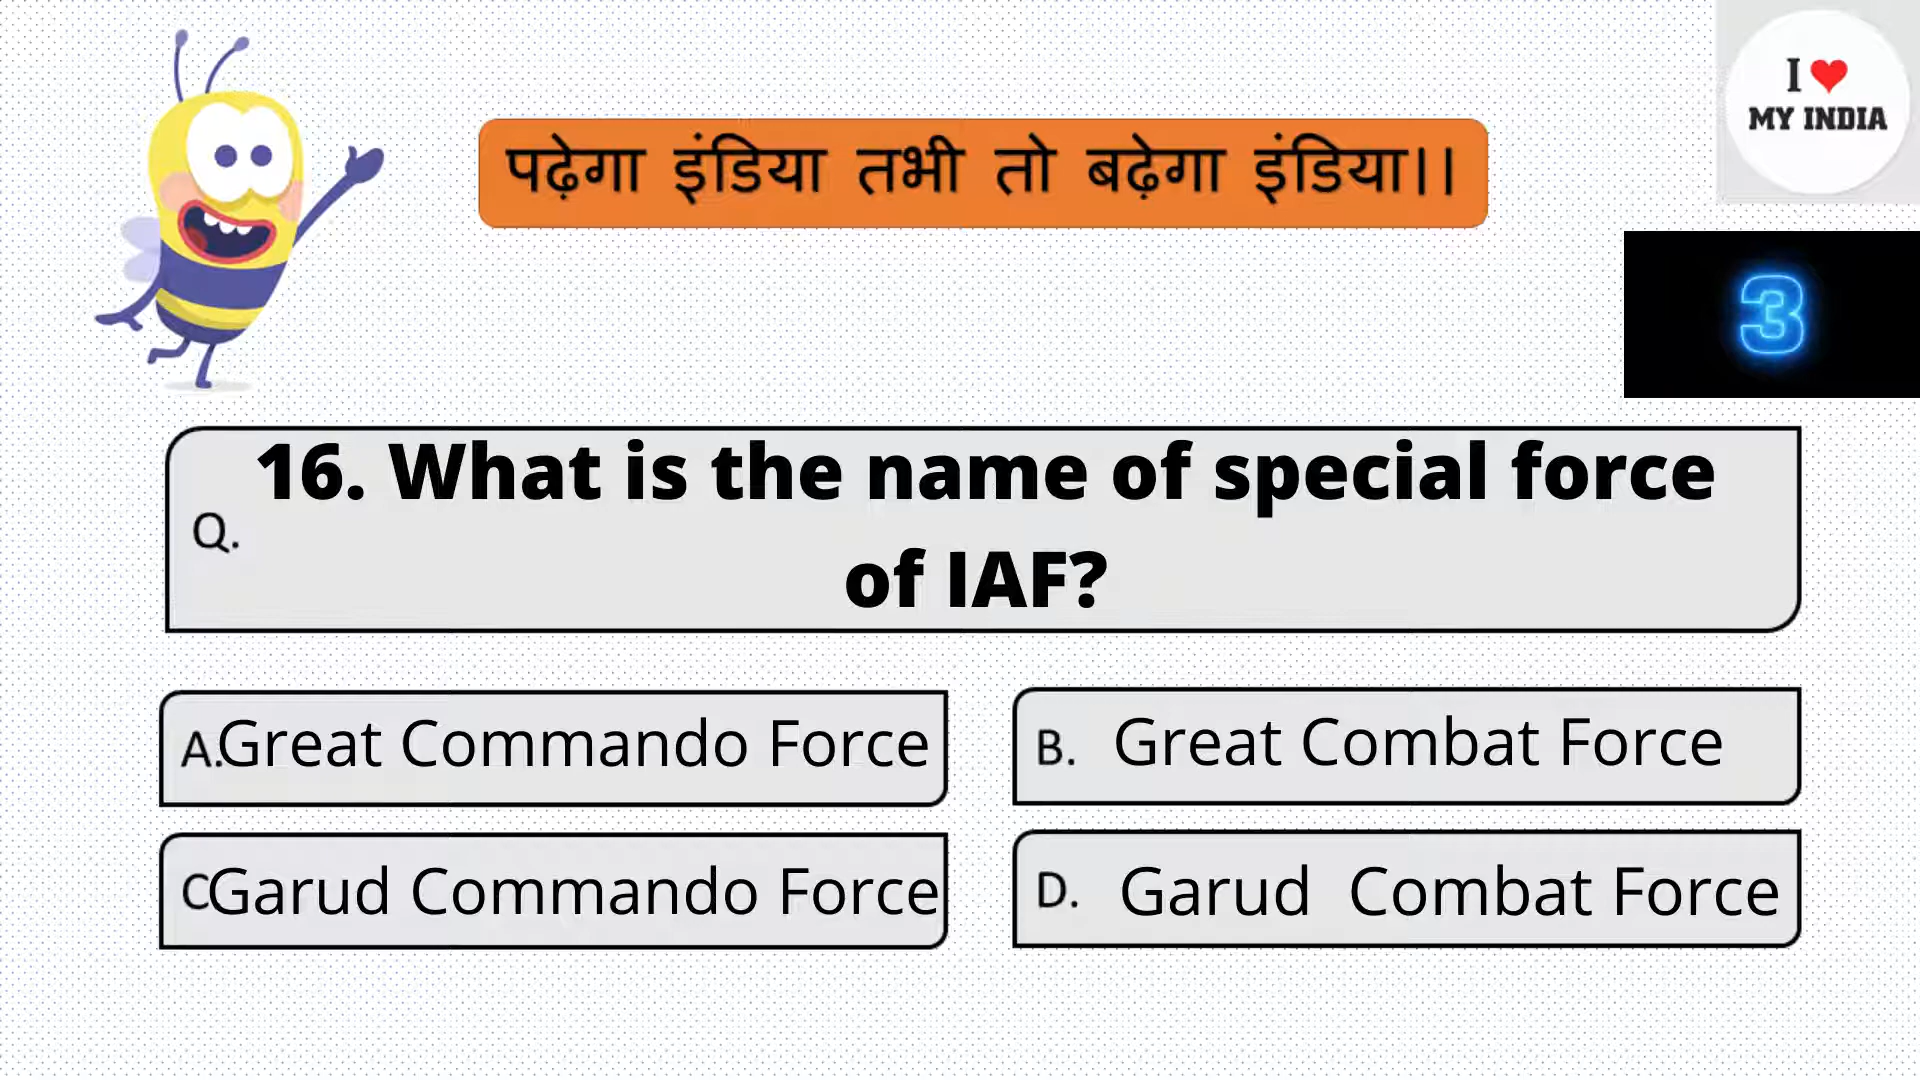 I ❤
MY INDIA
पढ़ेगा इंडिया तभी तो बढ़ेगा इंडिया।।
3
16. What is the name of special force
Q.
of IAF?
A. Great Commando Force
B. Great Combat Force
C Garud Commando Force
D. Garud Combat Force